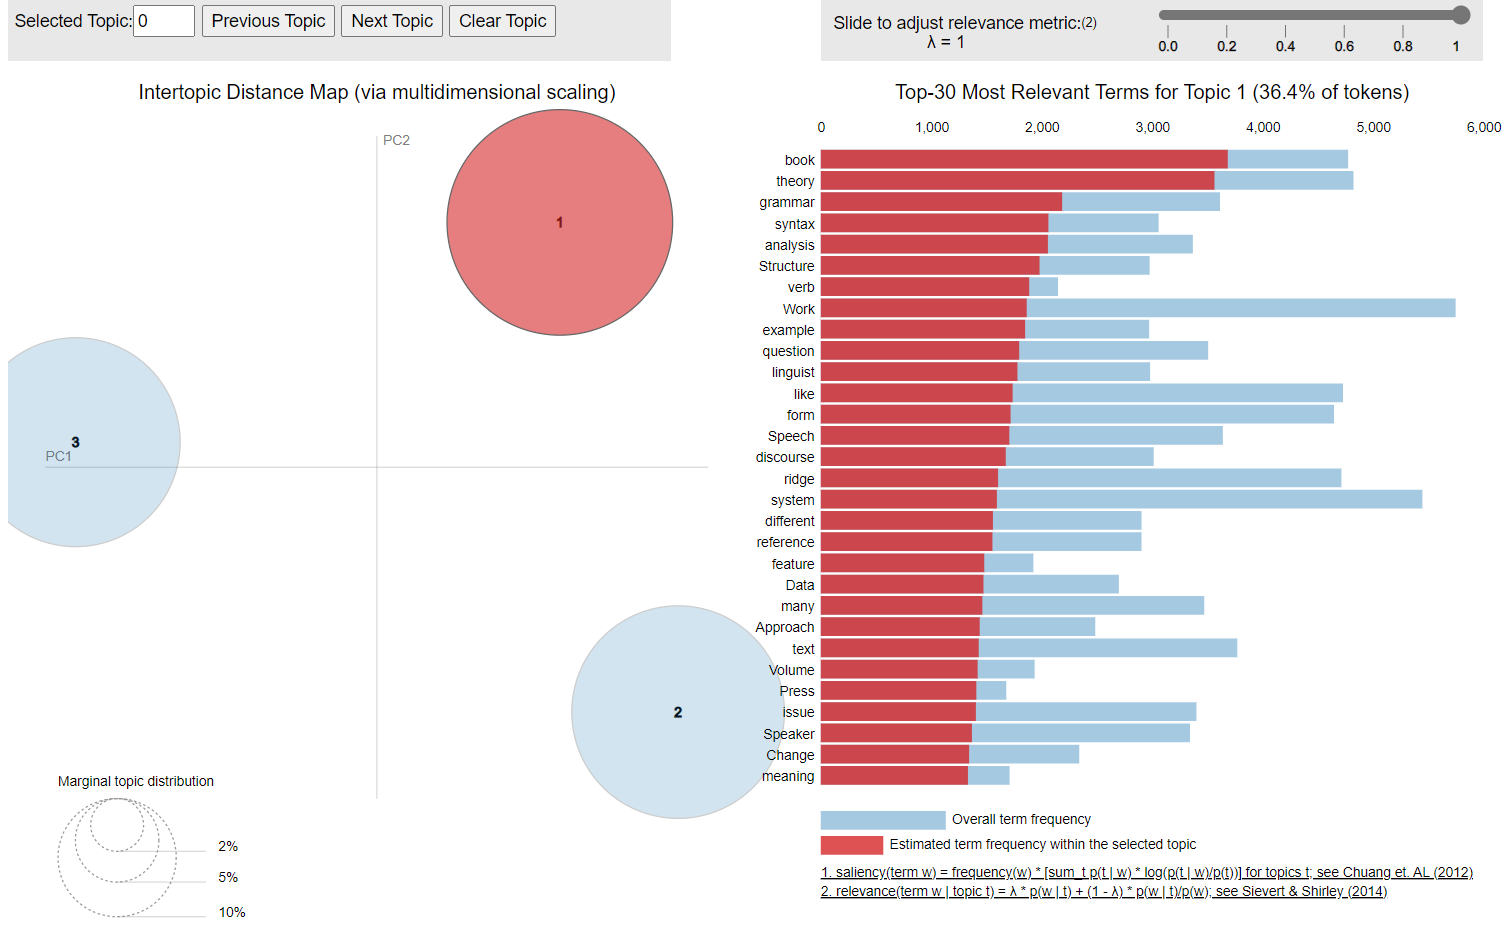 Selected Topic: 0 Previous Topic Next Topic Clear Topic
Slide to adjust relevance metric:(2)
λ = 1
0.0 0.2 0.4 0.6 0.8 1
Intertopic Distance Map (via multidimensional scaling)
PC2
1
3
PC1
2
Marginal topic distribution
2%
5%
10%
Top-30 Most Relevant Terms for Topic 1 (36.4% of tokens)
0 1,000 2,000 3,000 4,000 5,000 6,000
book
theory
grammar
syntax
analysis
Structure
verb
Work
example
question
linguist
like
form
Speech
discourse
ridge
system
different
reference
feature
Data
many
Approach
text
Volume
Press
issue
Speaker
Change
meaning
Overall term frequency
Estimated term frequency within the selected topic
1. saliency(term w) = frequency(w) * [sum_t p(t | w) * log(p(t | w)/p(t))] for topics t; see Chuang et. AL (2012)
2. relevance(term w | topic t) = λ * p(w | t) + (1 - λ) * p(w | t)/p(w); see Sievert & Shirley (2014)